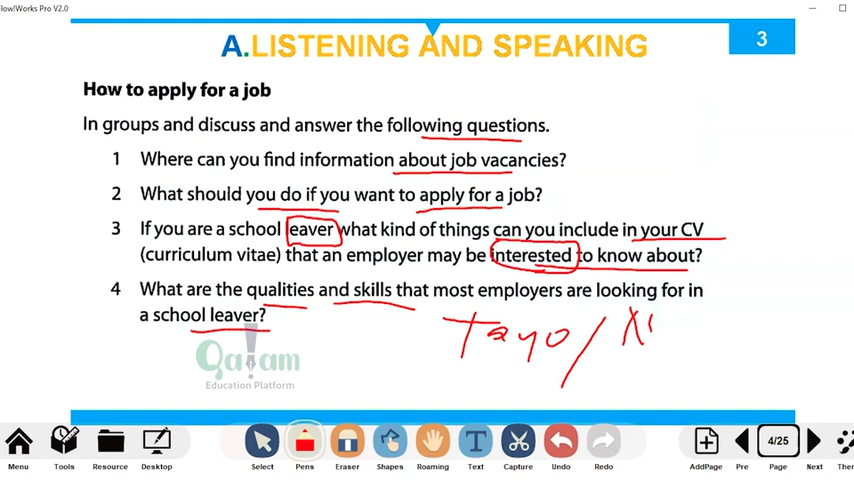 Flow!Works Pro V2.0
A.LISTENING AND SPEAKING
3
How to apply for a job
In groups and discuss and answer the following questions.
1 Where can you find information about job vacancies?
2 What should you do if you want to apply for a job?
3 If you are a school leaver what kind of things can you include in your CV
(curriculum vitae) that an employer may be interested to know about?
4 What are the qualities and skills that most employers are looking for in
a school leaver?
Tayo /
Qalam
Education Platform
Menu Tools Resource Desktop Select Pens Eraser Shapes Roaming Text Capture Undo Redo AddPage Pre 4/25 Page Next